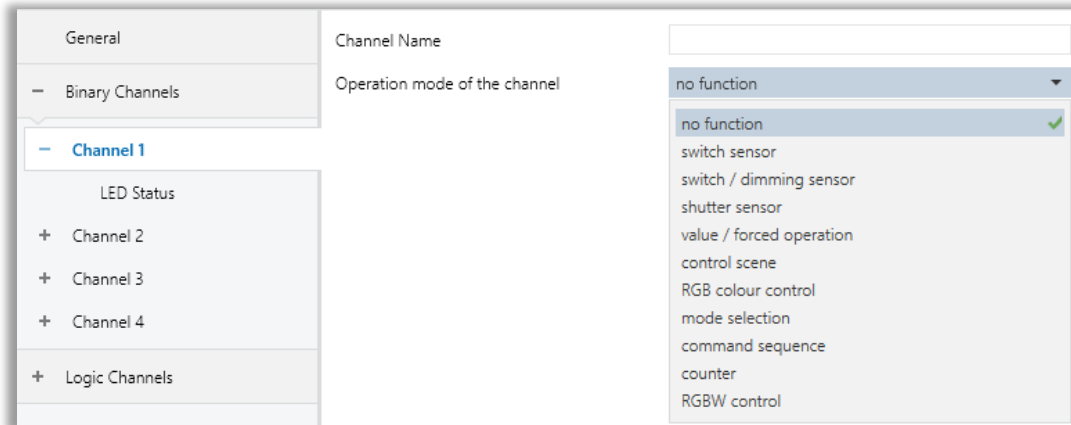 General
Binary Channels
Channel 1
LED Status
Channel 2
Channel 3
Channel 4
Logic Channels
Channel Name
Operation mode of the channel
no function
no function
switch sensor
switch / dimming sensor
shutter sensor
value / forced operation
control scene
RGB colour control
mode selection
command sequence
counter
RGBW control